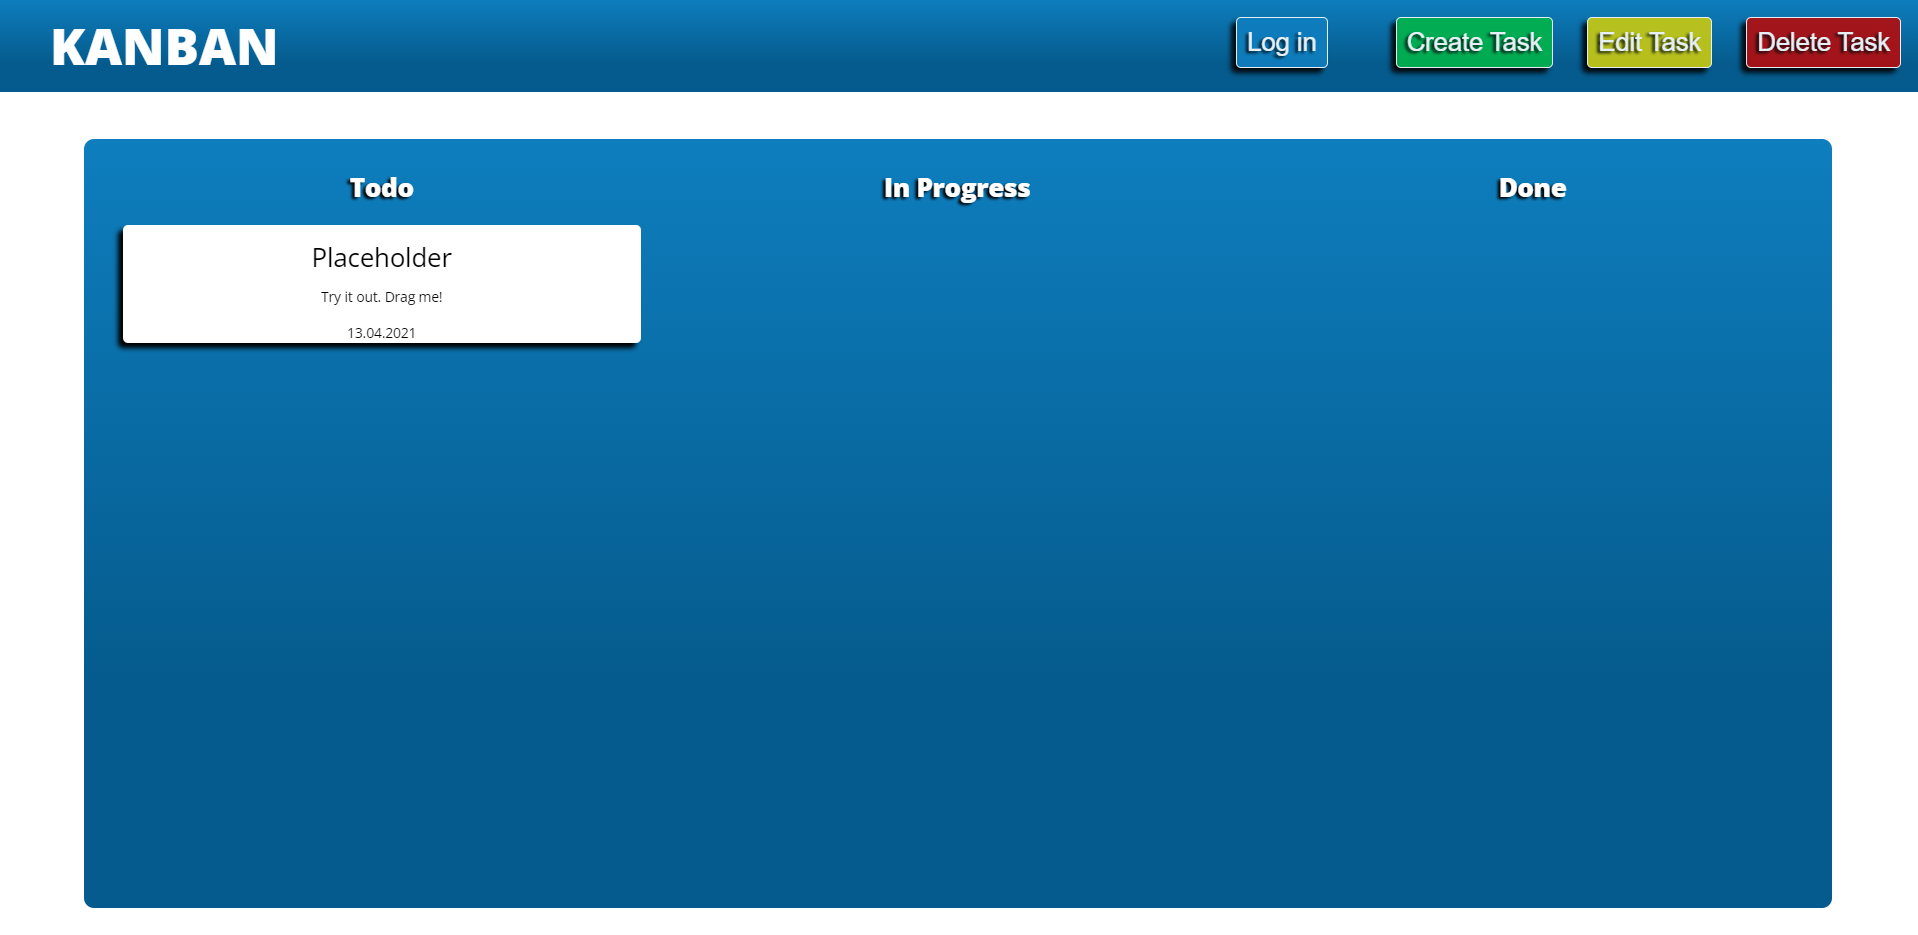 KANBAN
Log in
Create Task
Edit Task
Delete Task
Todo
In Progress
Done
Placeholder
Try it out. Drag me!
13.04.2021